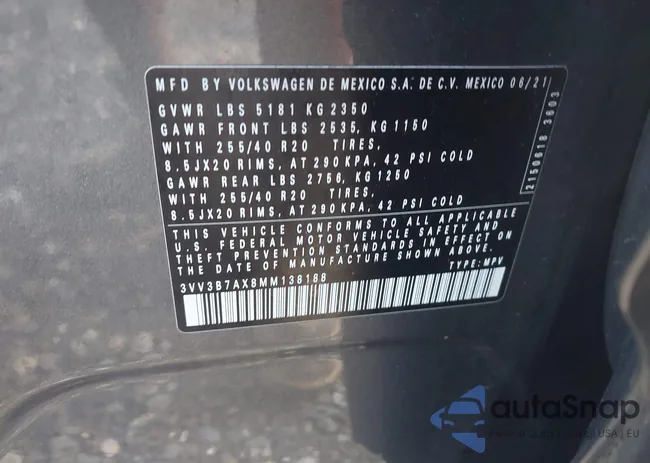 MFD BY VOLKSWAGEN DE MEXICO S.A. DE C.V. MEXICO 06/21
GVWR LBS 5181 KG 2350
GAWR FRONT LBS 2535, KG 1150
WITH 255/40 R20 TIRES,
8.5JX20 RIMS, AT 290 KPA, 42 PSI COLD
GAWR REAR LBS 2756, KG 1250
WITH 255/40 R20 TIRES,
8.5JX20 RIMS, AT 290 KPA, 42 PSI COLD
2150618 3603
THIS VEHICLE CONFORMS TO ALL APPLICABLE
U.S. FEDERAL MOTOR VEHICLE SAFETY AND
THEFT PREVENTION STANDARDS IN EFFECT ON
THE DATE OF MANUFACTURE SHOWN ABOVE.
3VV3B7AX8MM138188 TYPE: MPV
autoSnap
USA | EU